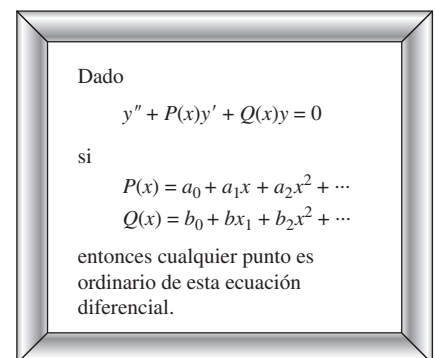 Dado
y″ + P(x)y′ + Q(x)y = 0
si
P(x) = a₀ + a₁x + a₂x² + ···
Q(x) = b₀ + bx₁ + b₂x² + ···
entonces cualquier punto es
ordinario de esta ecuación
diferencial.